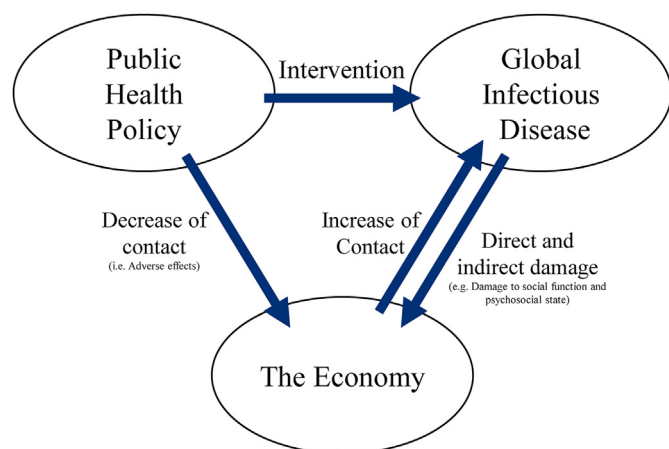 Public
Health
Policy
Intervention
Global
Infectious
Disease
Decrease of
contact
(i.e. Adverse effects)
Increase of
Contact
Direct and
indirect damage
(e.g. Damage to social function and
psychosocial state)
The Economy